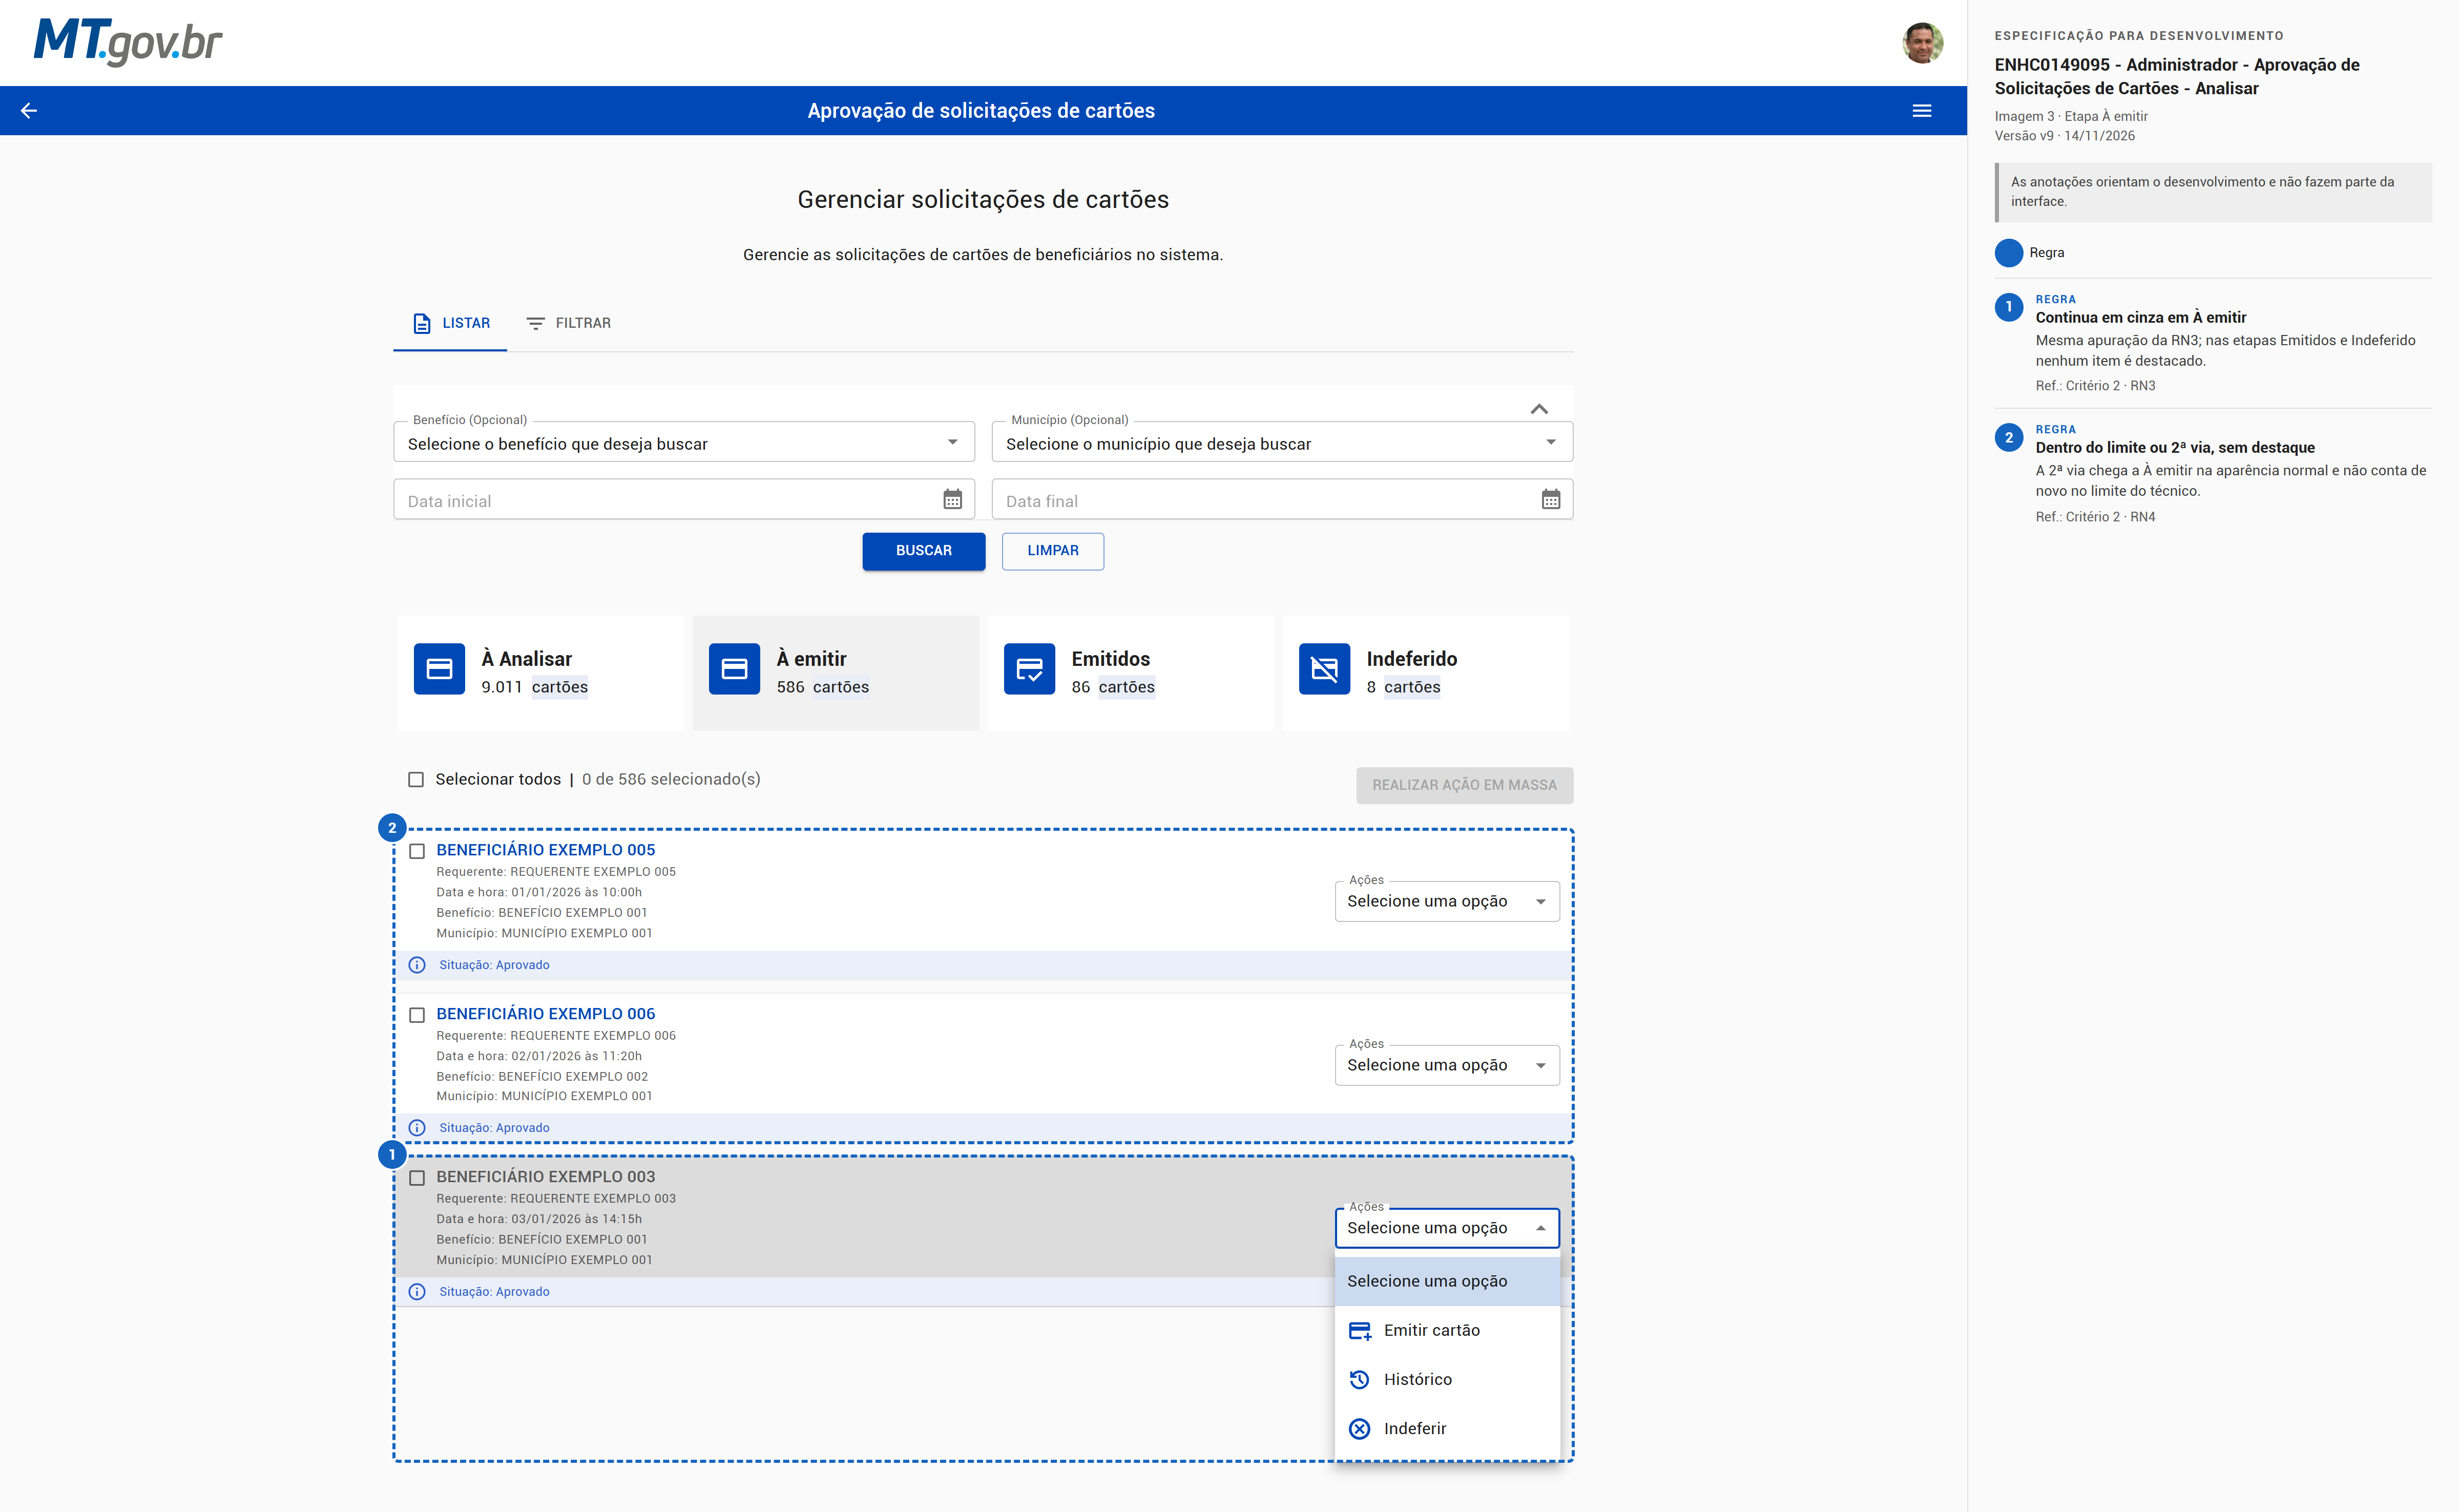 MT.gov.br
Aprovação de solicitações de cartões
Gerenciar solicitações de cartões
Gerencie as solicitações de cartões de beneficiários no sistema.
LISTAR
FILTRAR
Benefício (Opcional)
Selecione o benefício que deseja buscar
Município (Opcional)
Selecione o município que deseja buscar
Data inicial
Data final
BUSCAR
LIMPAR
À Analisar
9.011 cartões
À emitir
586 cartões
Emitidos
86 cartões
Indeferido
8 cartões
Selecionar todos | 0 de 586 selecionado(s)
REALIZAR AÇÃO EM MASSA
2
BENEFICIÁRIO EXEMPLO 005
Requerente: REQUERENTE EXEMPLO 005
Data e hora: 01/01/2026 às 10:00h
Benefício: BENEFÍCIO EXEMPLO 001
Município: MUNICÍPIO EXEMPLO 001
Ações
Selecione uma opção
Situação: Aprovado
BENEFICIÁRIO EXEMPLO 006
Requerente: REQUERENTE EXEMPLO 006
Data e hora: 02/01/2026 às 11:20h
Benefício: BENEFÍCIO EXEMPLO 002
Município: MUNICÍPIO EXEMPLO 001
Ações
Selecione uma opção
Situação: Aprovado
1
BENEFICIÁRIO EXEMPLO 003
Requerente: REQUERENTE EXEMPLO 003
Data e hora: 03/01/2026 às 14:15h
Benefício: BENEFÍCIO EXEMPLO 001
Município: MUNICÍPIO EXEMPLO 001
Ações
Selecione uma opção
Situação: Aprovado
Selecione uma opção
Emitir cartão
Histórico
Indeferir
ESPECIFICAÇÃO PARA DESENVOLVIMENTO
ENHC0149095 - Administrador - Aprovação de
Solicitações de Cartões - Analisar
Imagem 3 · Etapa À emitir
Versão v9 · 14/11/2026
As anotações orientam o desenvolvimento e não fazem parte da
interface.
Regra
1
REGRA
Continua em cinza em À emitir
Mesma apuração da RN3; nas etapas Emitidos e Indeferido
nenhum item é destacado.
Ref.: Critério 2 · RN3
2
REGRA
Dentro do limite ou 2ª via, sem destaque
A 2ª via chega a À emitir na aparência normal e não conta de
novo no limite do técnico.
Ref.: Critério 2 · RN4